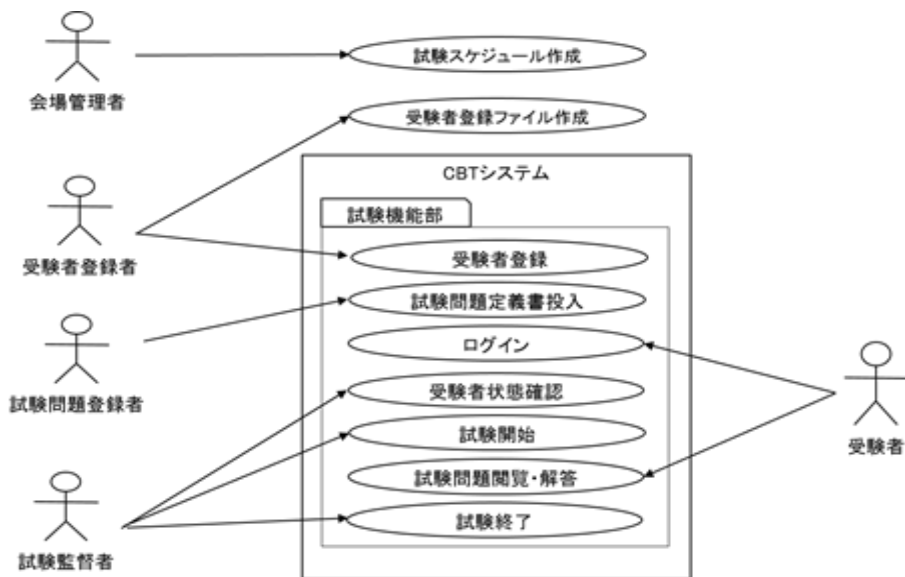 会場管理者
試験スケジュール作成
受験者登録ファイル作成
受験者登録者
CBTシステム
試験機能部
受験者登録
試験問題定義書投入
ログイン
試験問題登録者
受験者状態確認
試験開始
試験問題閲覧・解答
試験終了
受験者
試験監督者